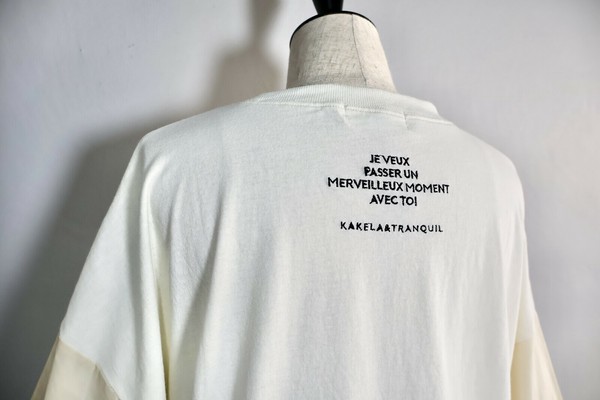 JE VEUX
PASSER UN
MERVEILLEUX MOMENT
AVEC TOI
KAKELA&TRANQUIL